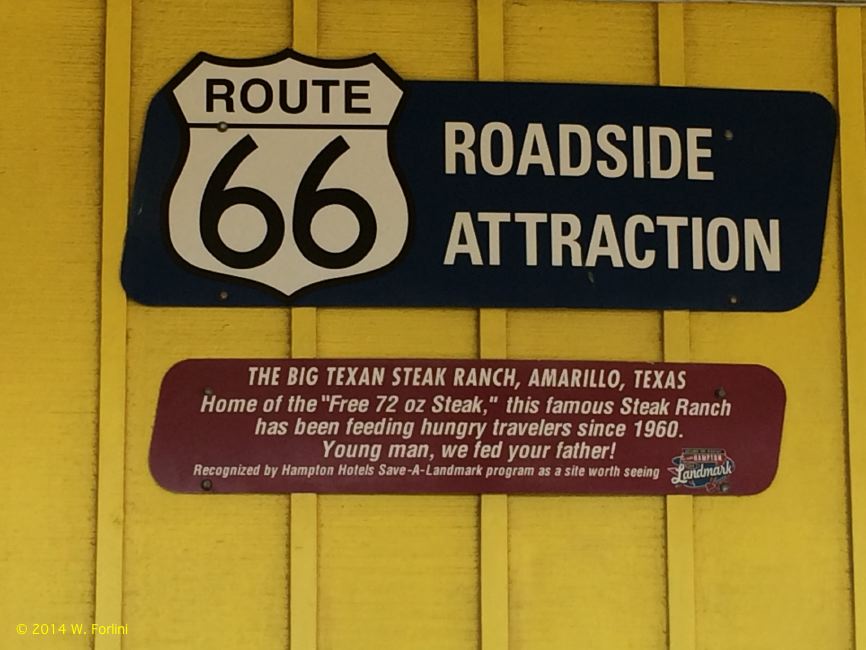 ROUTE
66
ROADSIDE
ATTRACTION
THE BIG TEXAN STEAK RANCH, AMARILLO, TEXAS
Home of the "Free 72 oz Steak," this famous Steak Ranch
has been feeding hungry travelers since 1960.
Young man, we fed your father!
Recognized by Hampton Hotels Save-A-Landmark program as a site worth seeing
HAMPTON
Landmark
© 2014 W. Forlini